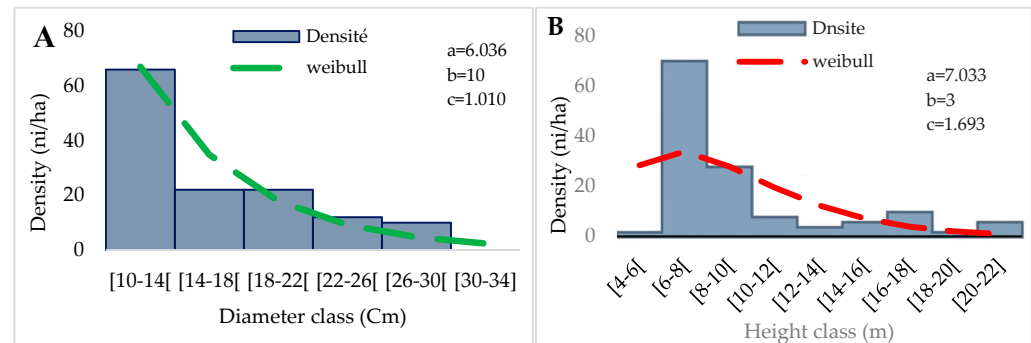 A
Densité
weibull
a=6.036
b=10
c=1.010
80
60
40
20
0
Density (ni/ha)
[10-14[ [14-18[ [18-22[ [22-26[ [26-30[ [30-34]
Diameter class (Cm)
B
Dnsite
weibull
a=7.033
b=3
c=1.693
80
60
40
20
0
Density (ni/ha)
[4-6[ [6-8[ [8-10[ [10-12[ [12-14[ [14-16[ [16-18[ [18-20[ [20-22]
Height class (m)